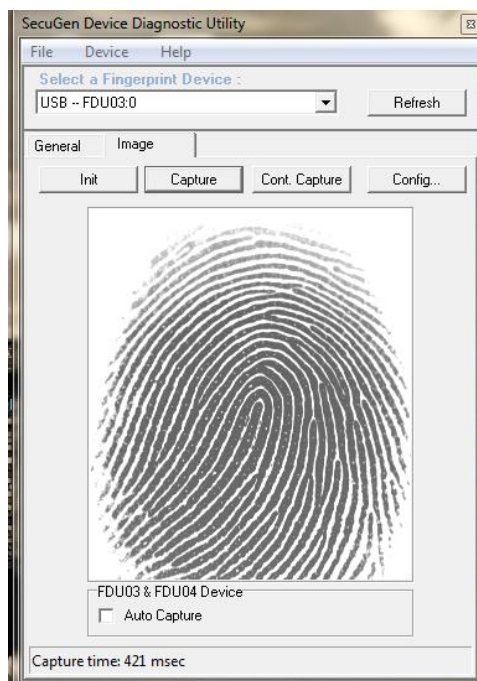 SecuGen Device Diagnostic Utility
File Device Help
Select a Fingerprint Device :
USB -- FDU03:0 Refresh
General Image
Init Capture Cont. Capture Config...
FDU03 & FDU04 Device
Auto Capture
Capture time: 421 msec